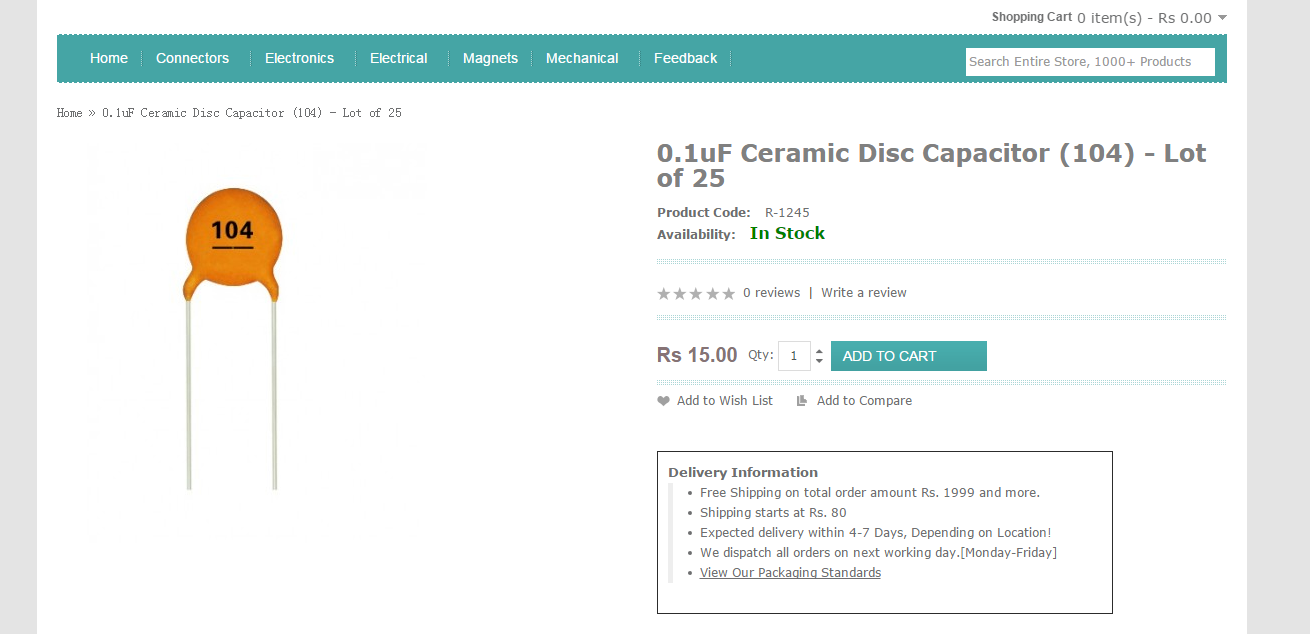 Shopping Cart 0 item(s) - Rs 0.00
Home Connectors Electronics Electrical Magnets Mechanical Feedback Search Entire Store, 1000+ Products
Home » 0.1uF Ceramic Disc Capacitor (104) - Lot of 25
104
0.1uF Ceramic Disc Capacitor (104) - Lot
of 25
Product Code: R-1245
Availability: In Stock
0 reviews | Write a review
Rs 15.00 Qty: 1 ADD TO CART
Add to Wish List Add to Compare
Delivery Information
• Free Shipping on total order amount Rs. 1999 and more.
• Shipping starts at Rs. 80
• Expected delivery within 4-7 Days, Depending on Location!
• We dispatch all orders on next working day.[Monday-Friday]
• View Our Packaging Standards